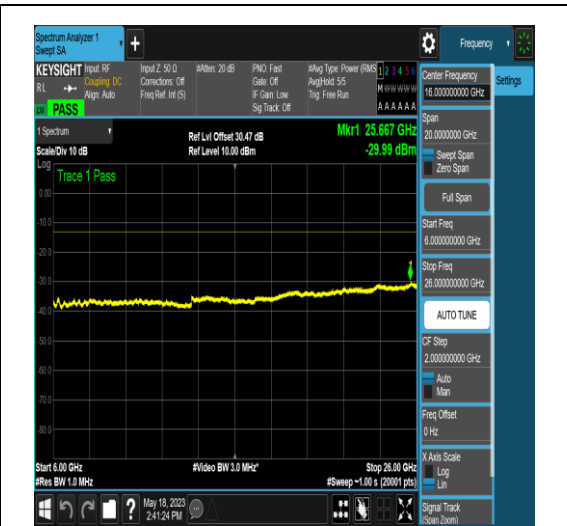 Spectrum Analyzer 1
Swept SA
Frequency
KEYSIGHT
RL
PASS
Input: RF
Coupling: DC
Align: Auto
Input Z: 50 Ω
Corrections: Off
Freq Ref: Int (S)
#Atten: 20 dB
PNO: Fast
Gate: Off
IF Gain: Low
Sig Track: Off
#Avg Type: Power (RMS
Avg|Hold: 5/5
Trig: Free Run
1 2 3 4 5 6
M W W W W W
A A A A A A
1 Spectrum
Scale/Div 10 dB
Ref Lvl Offset 30.47 dB
Ref Level 10.00 dBm
Mkr1 25.667 GHz
-29.99 dBm
Log
Trace 1 Pass
0.00
-10.0
-20.0
-30.0
-40.0
-50.0
-60.0
-70.0
-80.0
1
Start 6.00 GHz
#Res BW 1.0 MHz
#Video BW 3.0 MHz*
Stop 26.00 GHz
#Sweep ~1.00 s (20001 pts)
May 18, 2023
2:41:24 PM
Center Frequency
16.000000000 GHz
Settings
Span
20.0000000 GHz
Swept Span
Zero Span
Full Span
Start Freq
6.000000000 GHz
Stop Freq
26.000000000 GHz
AUTO TUNE
CF Step
2.000000000 GHz
Auto
Man
Freq Offset
0 Hz
X Axis Scale
Log
Lin
Signal Track
(Span Zoom)